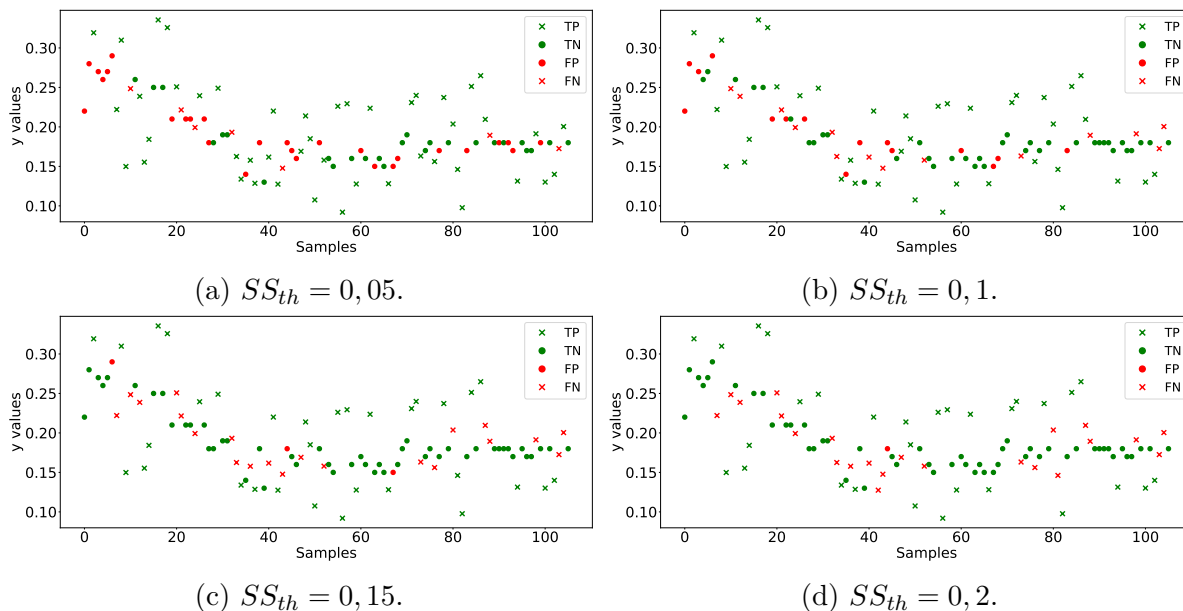 0.30
0.25
0.20
0.15
0.10
y values
0 20 40 60 80 100
Samples
TP
TN
FP
FN
(a) SS_th = 0, 05.
0.30
0.25
0.20
0.15
0.10
y values
0 20 40 60 80 100
Samples
TP
TN
FP
FN
(b) SS_th = 0, 1.
0.30
0.25
0.20
0.15
0.10
y values
0 20 40 60 80 100
Samples
TP
TN
FP
FN
(c) SS_th = 0, 15.
0.30
0.25
0.20
0.15
0.10
y values
0 20 40 60 80 100
Samples
TP
TN
FP
FN
(d) SS_th = 0, 2.